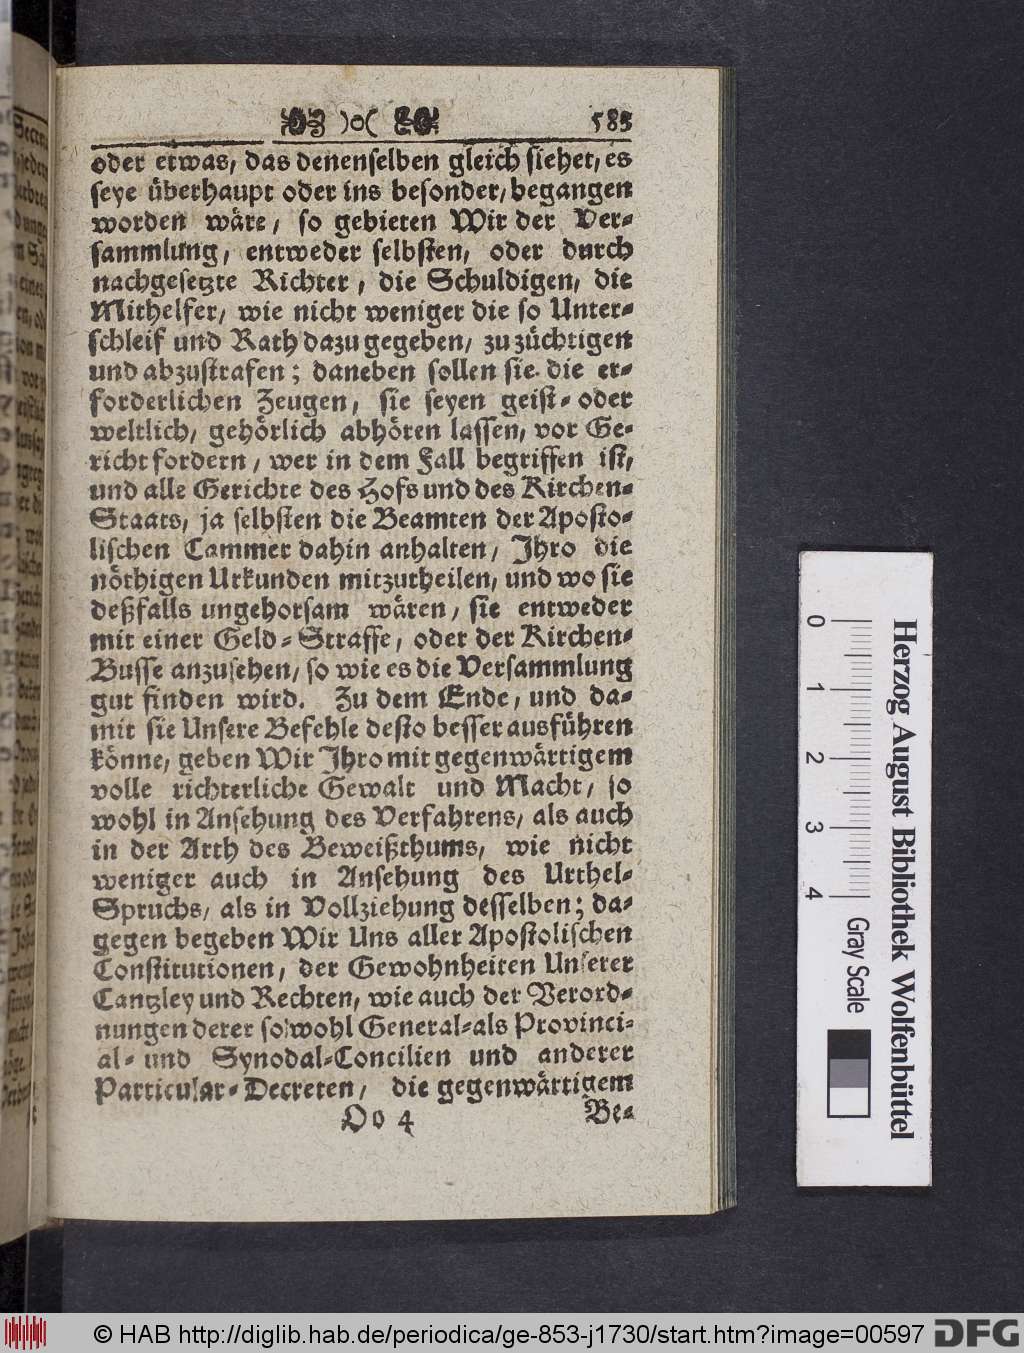 )o( 583
oder etwas, das denenselben gleich siehet, es
seye überhaupt oder ins besonder, begangen
worden wäre, so gebieten Wir der Ver-
sammlung, entweder selbsten, oder durch
nachgesetzte Richter, die Schuldigen, die
Mithelfer, wie nicht weniger die so Unter-
schleif und Rath dazu gegeben, zu züchtigen
und abzustrafen; daneben sollen sie die er-
forderlichen Zeugen, sie seyen geist- oder
weltlich, gehörlich abhören lassen, vor Ge-
richt fordern, wer in dem Fall begriffen ist,
und alle Gerichte des Hofs und des Kirchen-
Staats, ja selbsten die Beamten der Aposto-
lischen Cammer dahin anhalten, Ihro die
nöthigen Urkunden mitzutheilen, und wo sie
deßfalls ungehorsam wären, sie entweder
mit einer Geld-Straffe, oder der Kirchen-
Busse anzusehen, so wie es die Versammlung
gut finden wird. Zu dem Ende, und da-
mit sie Unsere Befehle desto besser ausführen
könne, geben Wir Ihro mit gegenwärtigem
volle richterliche Gewalt und Macht, so
wohl in Ansehung des Verfahrens, als auch
in der Arth des Beweißthums, wie nicht
weniger auch in Ansehung des Urthel-
Spruchs, als in Vollziehung desselben; da-
gegen begeben Wir Uns aller Apostolischen
Constitutionen, der Gewohnheiten Unserer
Cantzley und Rechten, wie auch der Verord-
nungen derer so wohl General-als Provinci-
al- und Synodal-Concilien und anderer
Particular-Decreten, die gegenwärtigem
Oo 4 Be-
0 1 2 3 4
Gray Scale
Herzog August Bibliothek Wolfenbüttel
© HAB http://diglib.hab.de/periodica/ge-853-j1730/start.htm?image=00597 DFG